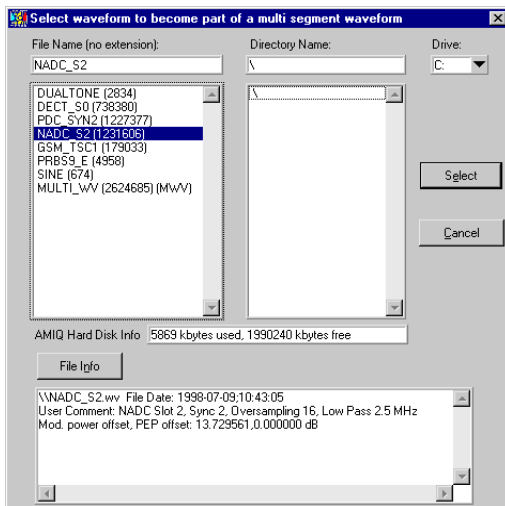 Select waveform to become part of a multi segment waveform
File Name (no extension):
Directory Name:
Drive:
NADC_S2
\
C:
DUALTONE (2834)
DECT_S0 (738380)
PDC_SYN2 (1227377)
NADC_S2 (1231606)
GSM_TSC1 (179033)
PRBS9_E (4958)
SINE (674)
MULTI_WV (2624685) (MWV)
\
Select
Cancel
AMIQ Hard Disk Info
5869 kbytes used, 1990240 kbytes free
File Info
\\NADC_S2.wv File Date: 1998-07-09;10:43:05
User Comment: NADC Slot 2, Sync 2, Oversampling 16, Low Pass 2.5 MHz
Mod. power offset, PEP offset: 13.729561,0.000000 dB